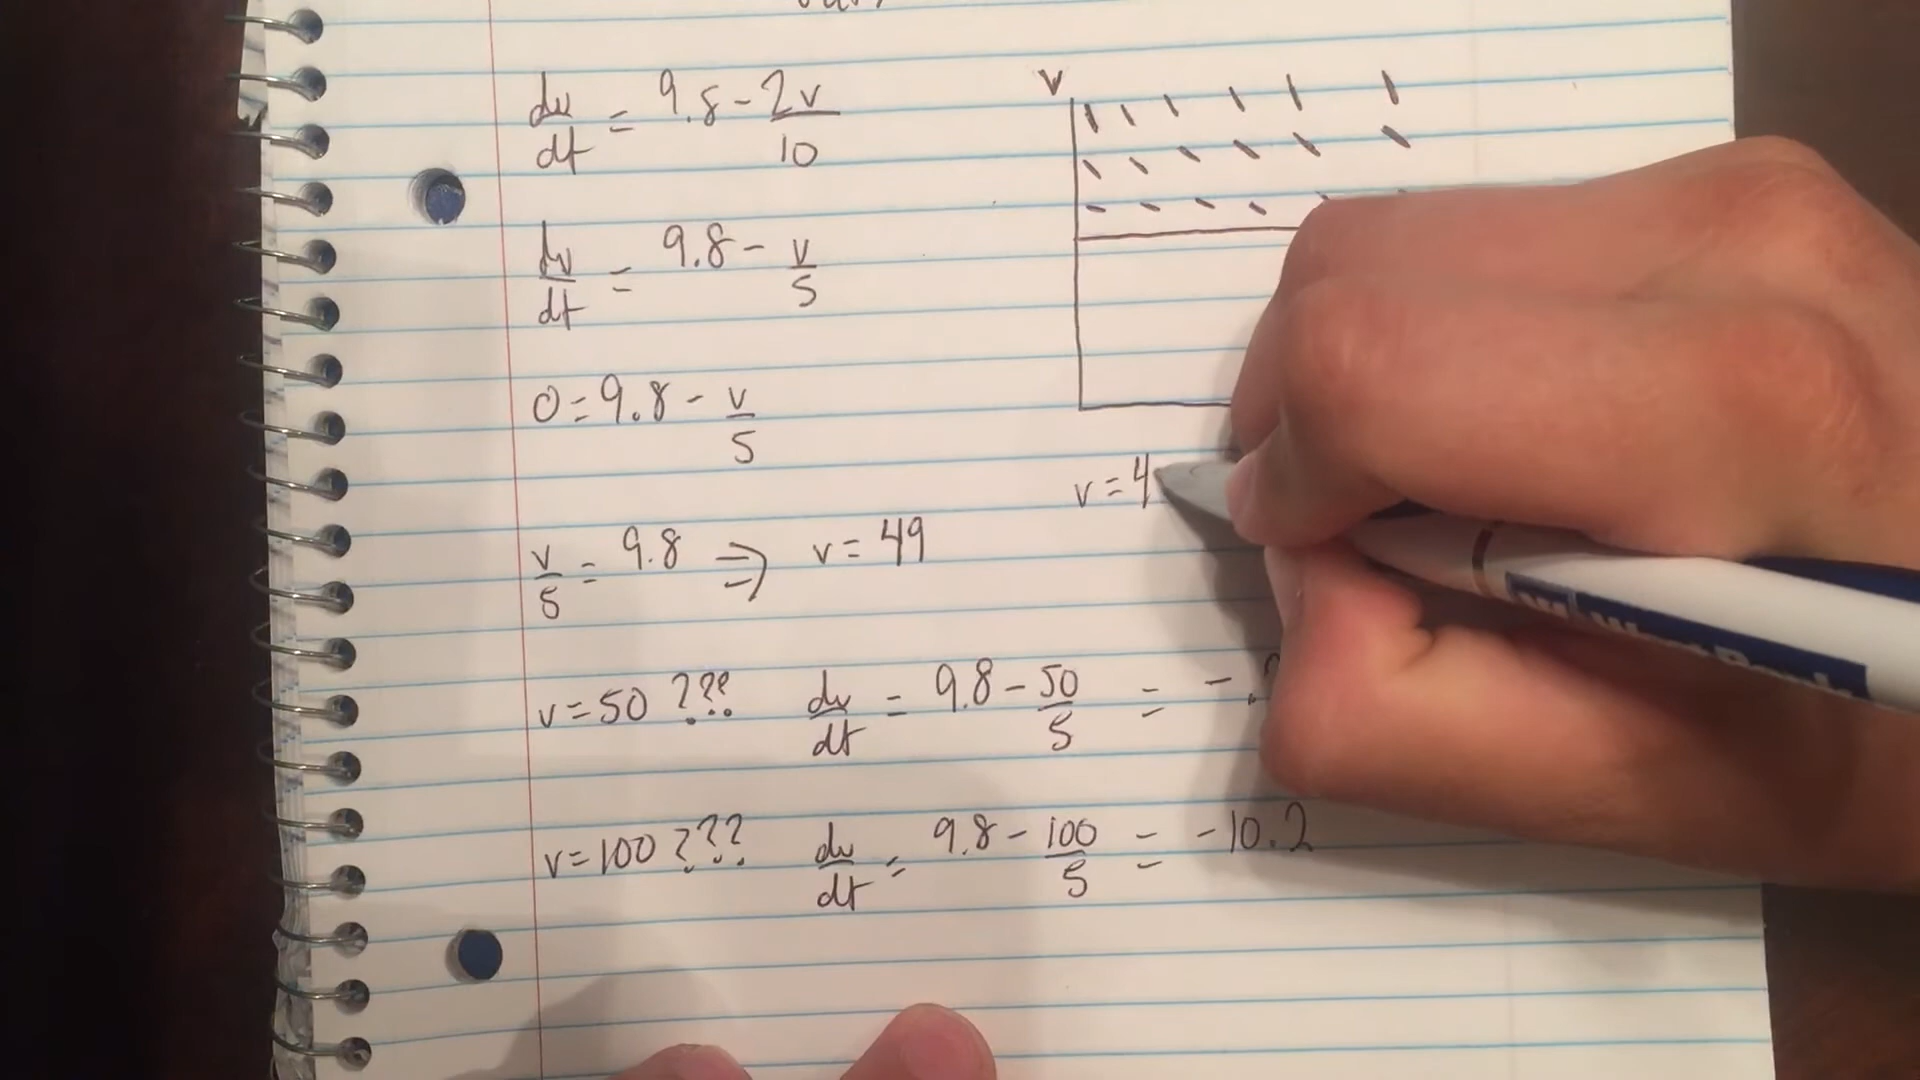 dv/dt = 9.8 - 2v/10
v
dv/dt = 9.8 - v/5
0 = 9.8 - v/5
v = 4
v/5 = 9.8 ⇒ v = 49
v = 50 ??? dv/dt = 9.8 - 50/5 = -.
v = 100 ??? dv/dt = 9.8 - 100/5 = -10.2